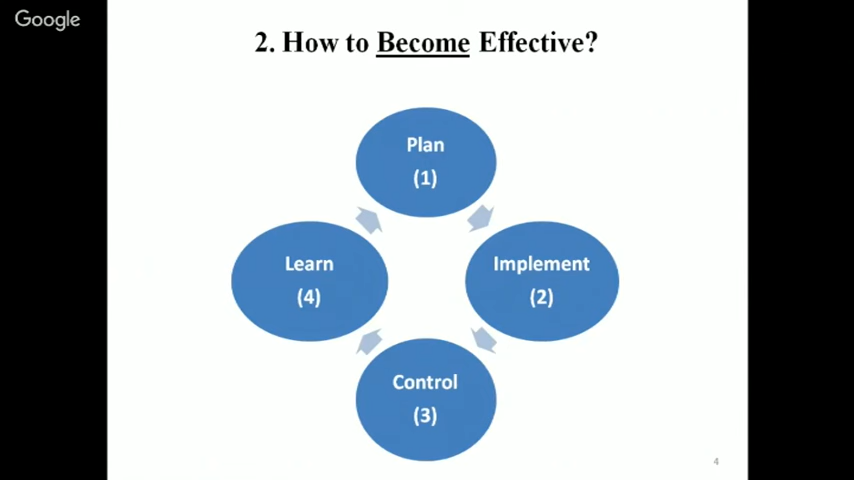 Google
2. How to Become Effective?
Plan
(1)
Learn
(4)
Implement
(2)
Control
(3)
4